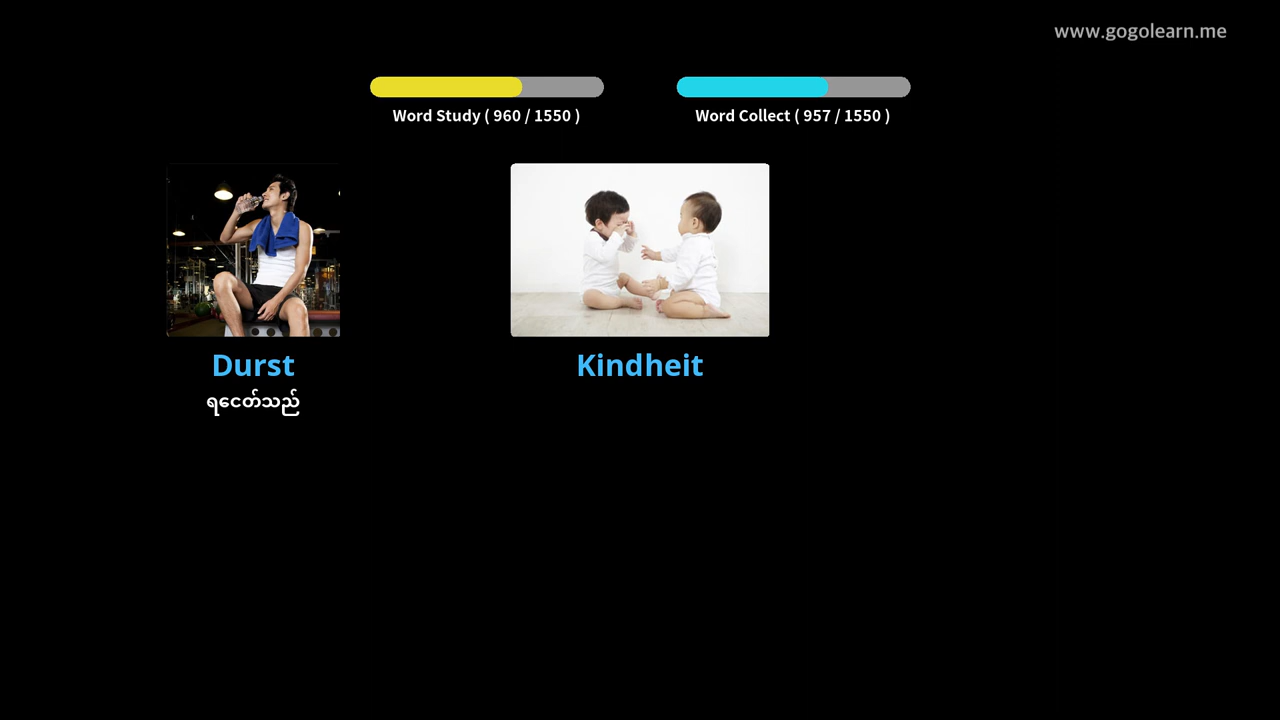 www.gogolearn.me
Word Study ( 960 / 1550 )
Word Collect ( 957 / 1550 )
Durst
ရငေတ်သည်
Kindheit